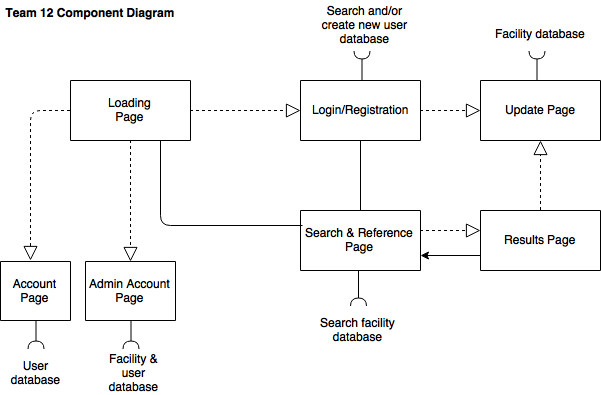 Team 12 Component Diagram
Search and/or
create new user
database
Facility database
Loading
Page
Login/Registration
Update Page
Search & Reference
Page
Results Page
Account
Page
Admin Account
Page
Search facility
database
User
database
Facility &
user
database